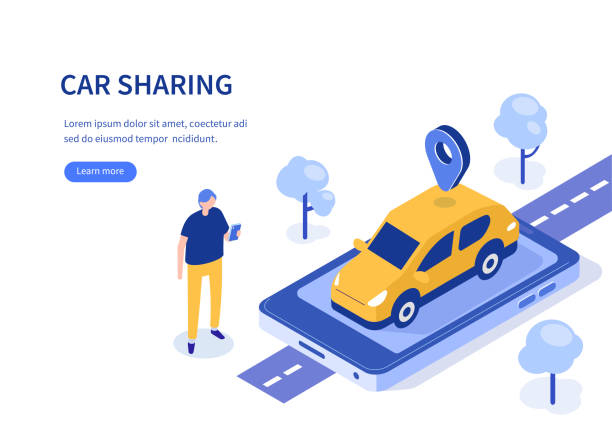 CAR SHARING
Lorem ipsum dolor sit amet, coectetur adi
sed do eiusmod tempor ncididunt.
Learn more